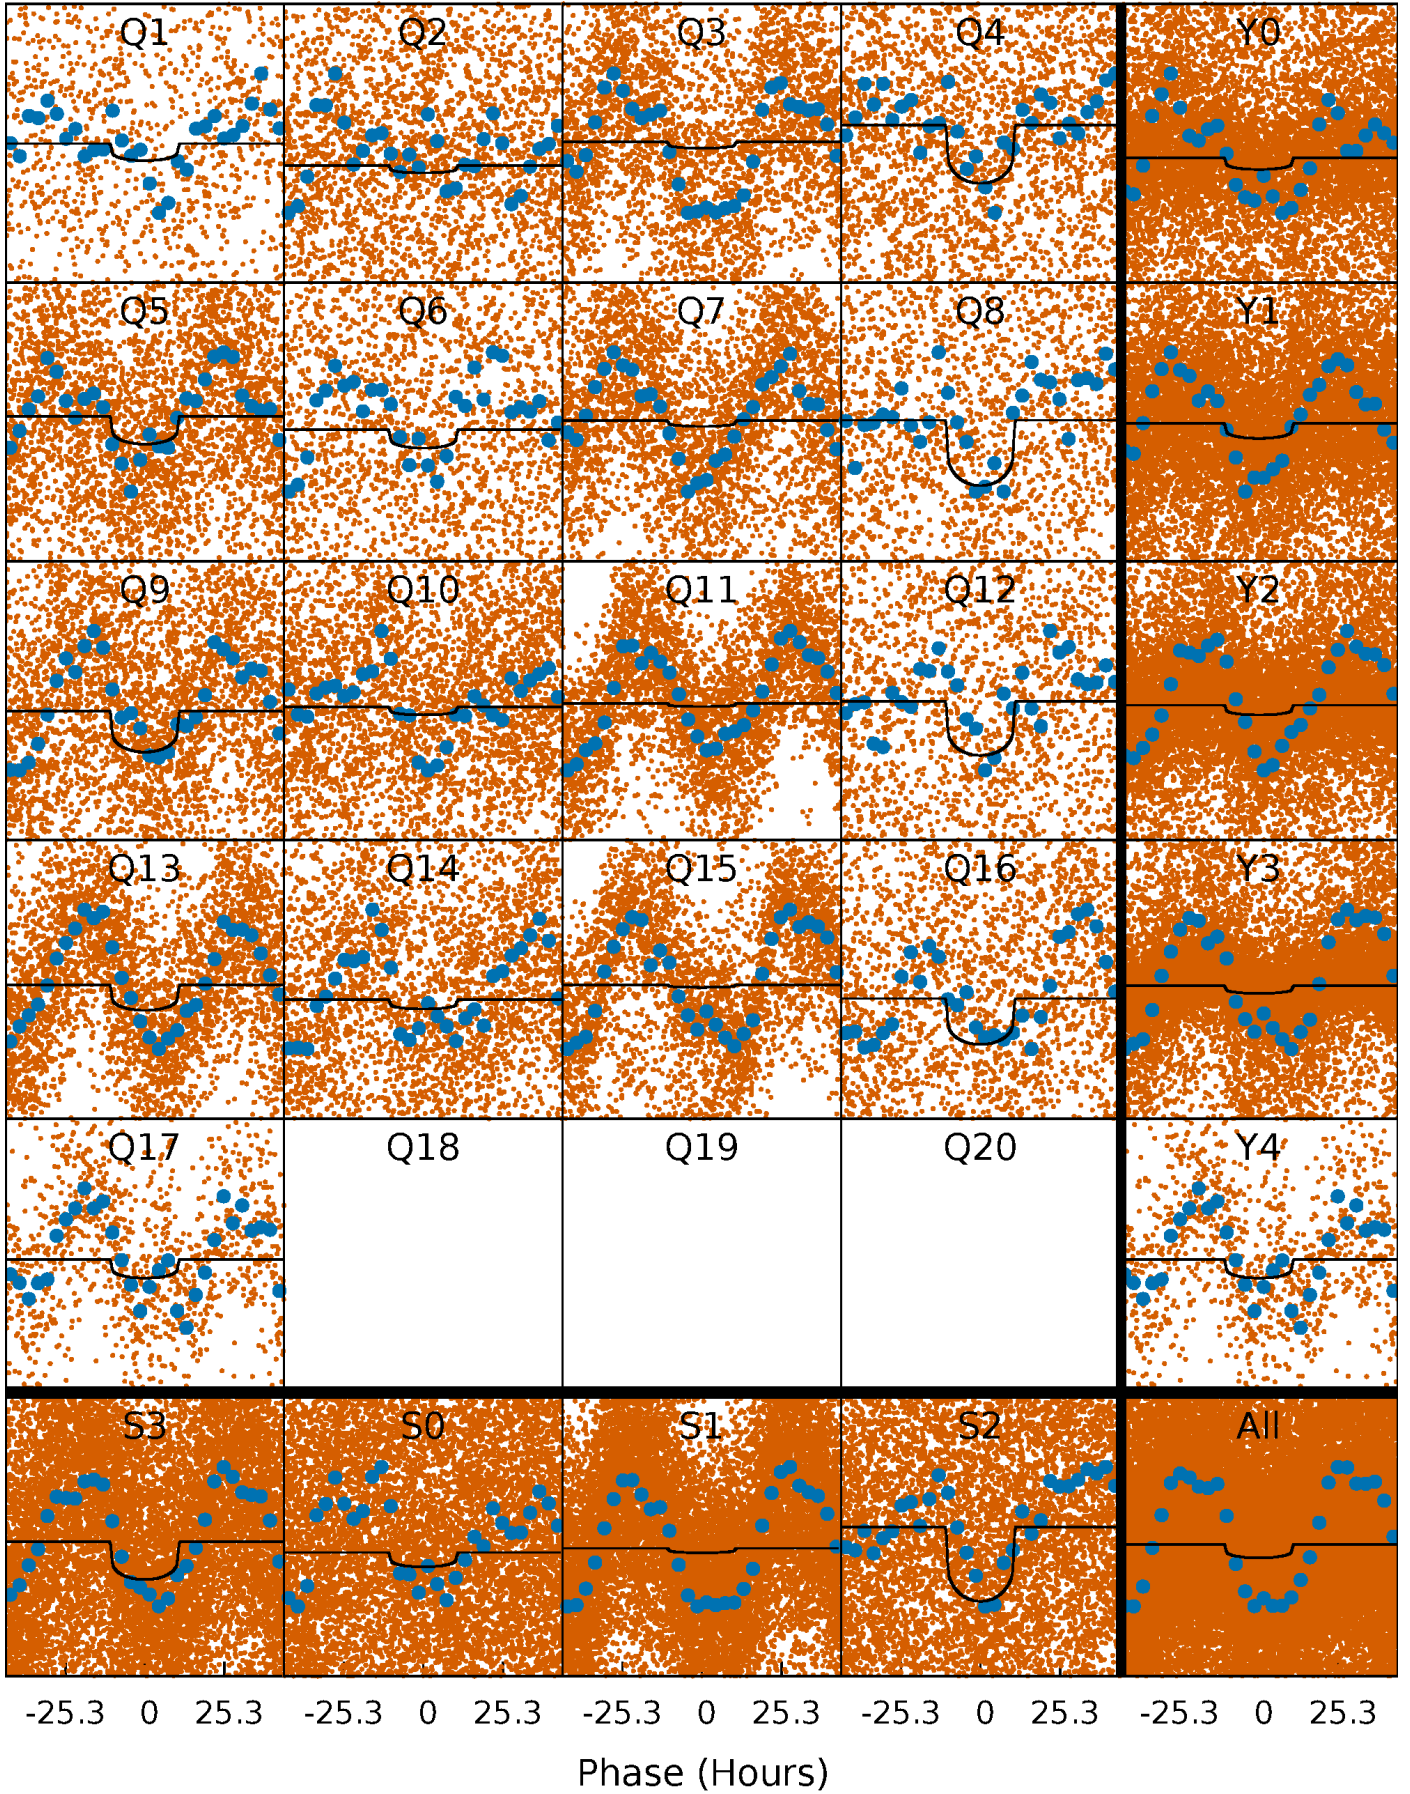 Q1 Q2 Q3 Q4 Y0
Q5 Q6 Q7 Q8 Y1
Q9 Q10 Q11 Q12 Y2
Q13 Q14 Q15 Q16 Y3
Q17 Q18 Q19 Q20 Y4
S3 S0 S1 S2 All
-25.3 0 25.3 -25.3 0 25.3 -25.3 0 25.3 -25.3 0 25.3 -25.3 0 25.3
Phase (Hours)